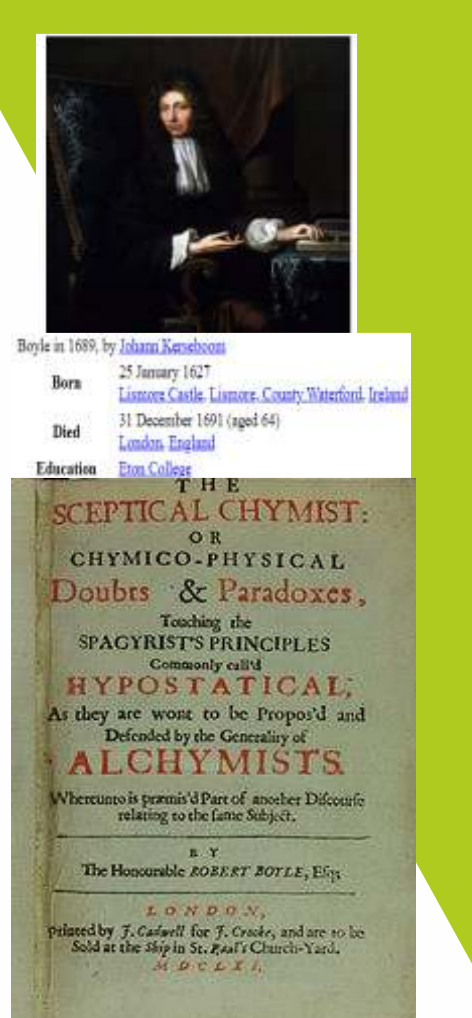 Boyle in 1689, by Johann Kerseboom
Born
25 January 1627
Lismore Castle, Lismore, County Waterford, Ireland
Died
31 December 1691 (aged 64)
London, England
Education Eton College
THE
SCEPTICAL CHYMIST:
OR
CHYMICO-PHYSICAL
Doubts & Paradoxes,
Touching the
SPAGYRIST'S PRINCIPLES
Commonly call'd
HYPOSTATICAL,
As they are wont to be Propos'd and
Defended by the Generality of
ALCHYMISTS.
Whereunto is præmis'd Part of another Discourse
relating to the same Subject.
BY
The Honourable ROBERT BOYLE, Esq;
LONDON,
Printed by J. Cadwell for J. Crooke, and are to be
Sold at the Ship in St. Paul's Church-Yard.
MDCLXI.